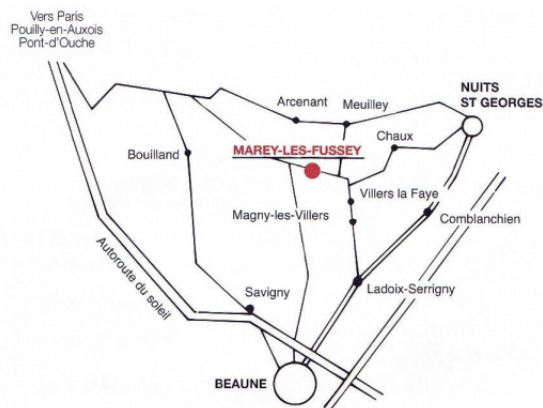 Vers Paris
Pouilly-en-Auxois
Pont-d'Ouche
NUITS
ST GEORGES
Arcenant
Meuilley
Chaux
Bouilland
MAREY-LES-FUSSEY
Villers la Faye
Magny-les-Villers
Comblanchien
Autoroute du soleil
Savigny
Ladoix-Serrigny
BEAUNE